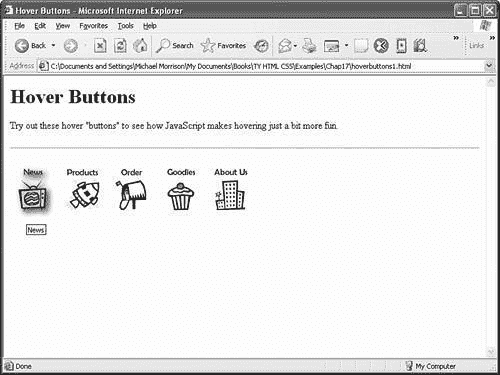 Hover Buttons - Microsoft Internet Explorer
File Edit View Favorites Tools Help
Back Search Favorites
Address C:\Documents and Settings\Michael Morrison\My Documents\Books\TY HTML CSS\Examples\Chap17\hoverbuttons1.html Links
Hover Buttons
Try out these hover "buttons" to see how JavaScript makes hovering just a bit more fun.
News Products Order Goodies About Us
News
Done My Computer